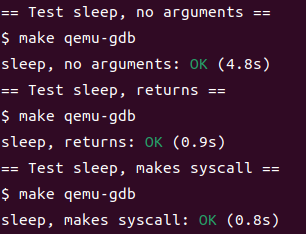 == Test sleep, no arguments ==
$ make qemu-gdb
sleep, no arguments: OK (4.8s)
== Test sleep, returns ==
$ make qemu-gdb
sleep, returns: OK (0.9s)
== Test sleep, makes syscall ==
$ make qemu-gdb
sleep, makes syscall: OK (0.8s)